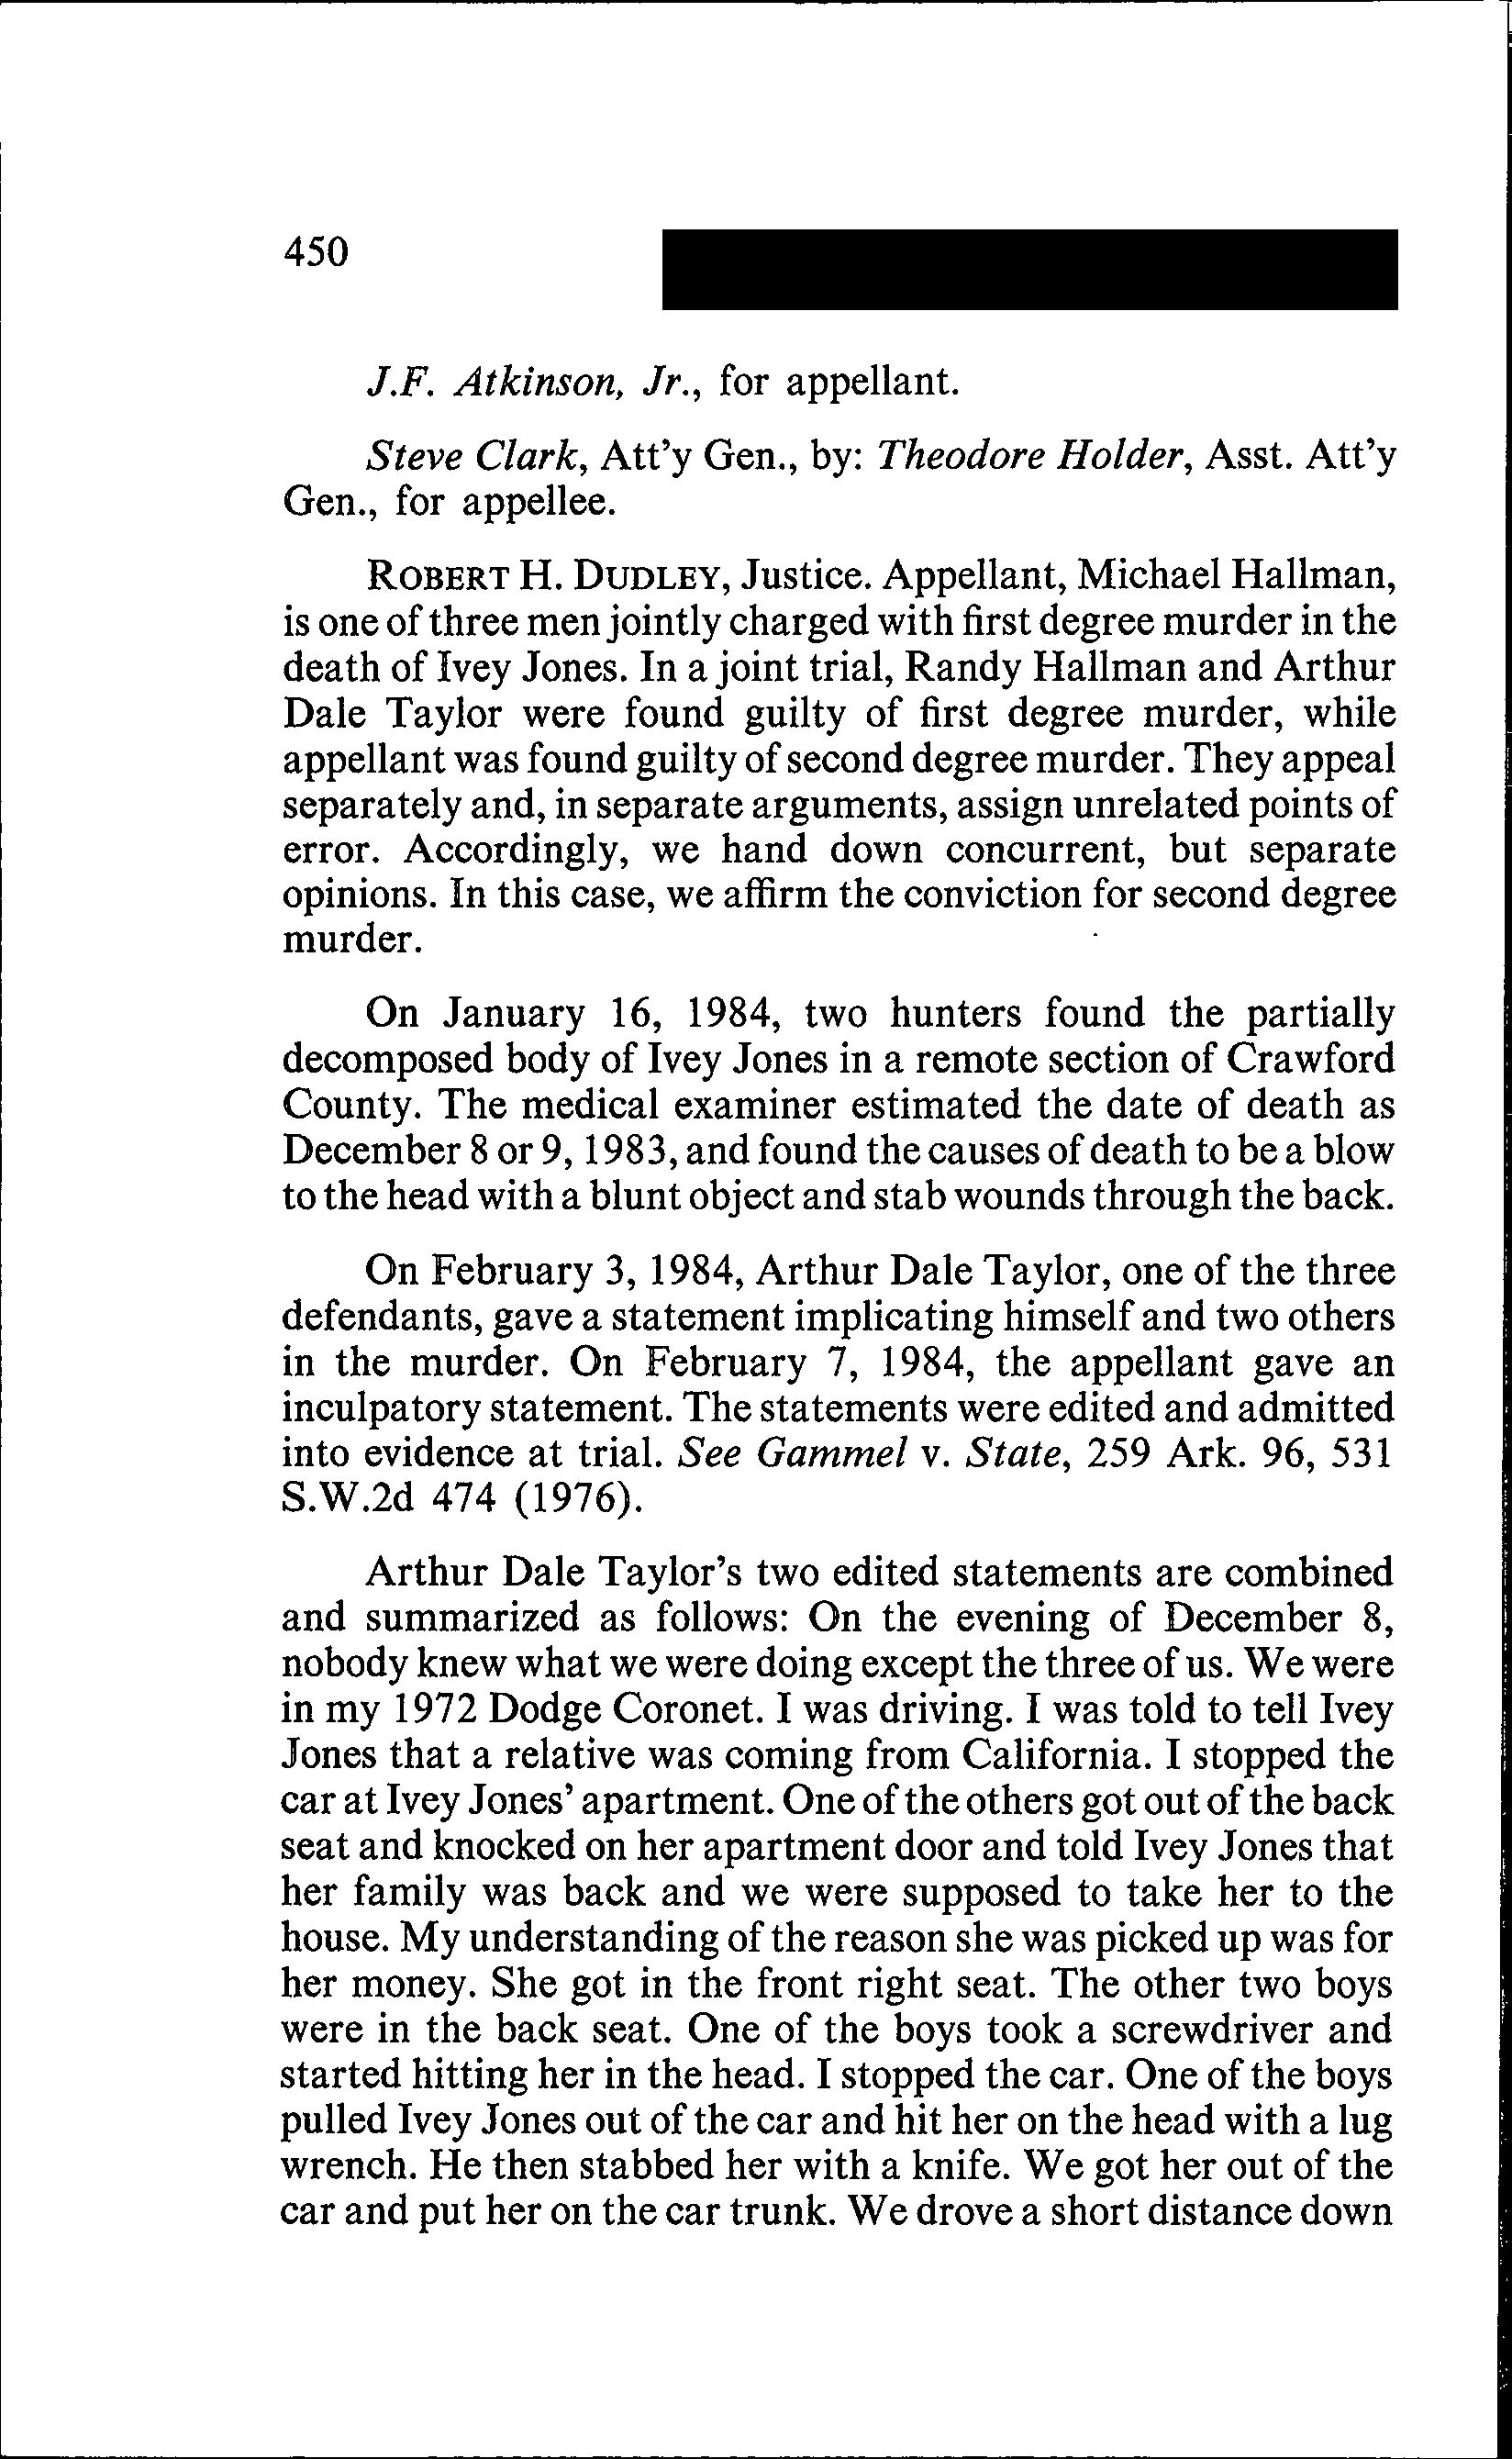 450
J.F. Atkinson, Jr., for appellant.
Steve Clark, Att'y Gen., by: Theodore Holder, Asst. Att'y
Gen., for appellee.
ROBERT H. DUDLEY, Justice. Appellant, Michael Hallman,
is one of three men jointly charged with first degree murder in the
death of Ivey Jones. In a joint trial, Randy Hallman and Arthur
Dale Taylor were found guilty of first degree murder, while
appellant was found guilty of second degree murder. They appeal
separately and, in separate arguments, assign unrelated points of
error. Accordingly, we hand down concurrent, but separate
opinions. In this case, we affirm the conviction for second degree
murder.
On January 16, 1984, two hunters found the partially
decomposed body of Ivey Jones in a remote section of Crawford
County. The medical examiner estimated the date of death as
December 8 or 9, 1983, and found the causes of death to be a blow
to the head with a blunt object and stab wounds through the back.
On February 3, 1984, Arthur Dale Taylor, one of the three
defendants, gave a statement implicating himself and two others
in the murder. On February 7, 1984, the appellant gave an
inculpatory statement. The statements were edited and admitted
into evidence at trial. See Gammel v. State, 259 Ark. 96, 531
S.W.2d 474 (1976).
Arthur Dale Taylor's two edited statements are combined
and summarized as follows: On the evening of December 8,
nobody knew what we were doing except the three of us. We were
in my 1972 Dodge Coronet. I was driving. I was told to tell Ivey
Jones that a relative was coming from California. I stopped the
car at Ivey Jones' apartment. One of the others got out of the back
seat and knocked on her apartment door and told Ivey Jones that
her family was back and we were supposed to take her to the
house. My understanding of the reason she was picked up was for
her money. She got in the front right seat. The other two boys
were in the back seat. One of the boys took a screwdriver and
started hitting her in the head. I stopped the car. One of the boys
pulled Ivey Jones out of the car and hit her on the head with a lug
wrench. He then stabbed her with a knife. We got her out of the
car and put her on the car trunk. We drove a short distance down